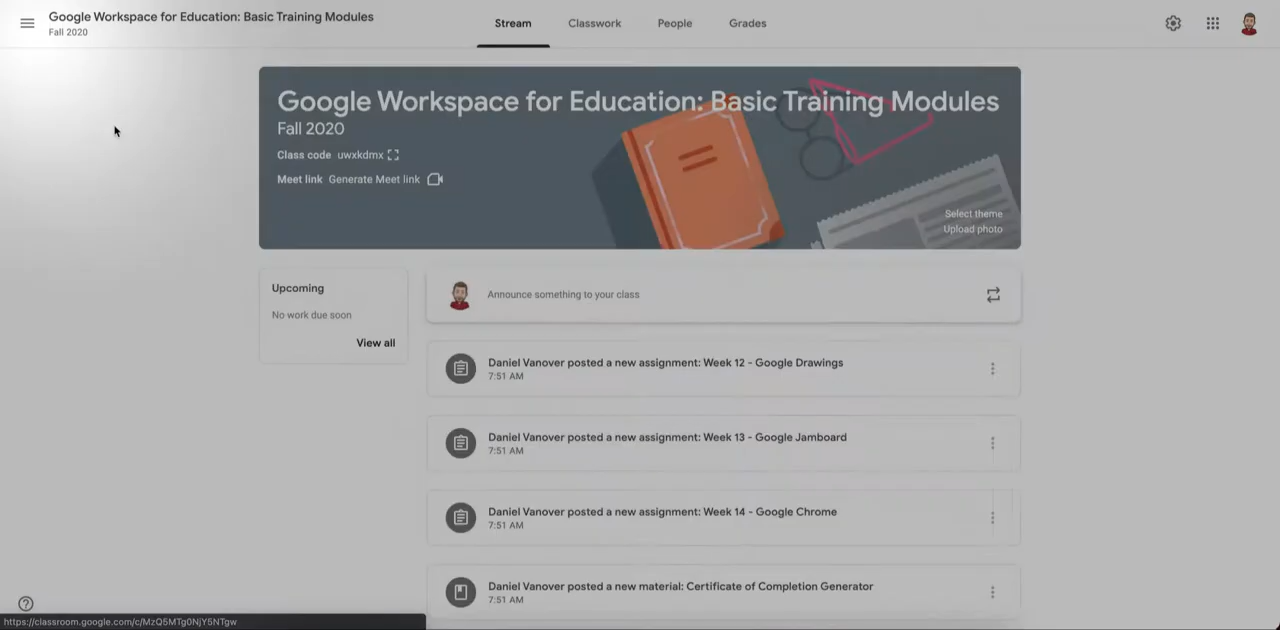 Google Workspace for Education: Basic Training Modules
Fall 2020
Stream
Classwork
People
Grades
Google Workspace for Education: Basic Training Modules
Fall 2020
Class code uwxkdmx
Meet link Generate Meet link
Select theme
Upload photo
Upcoming
No work due soon
View all
Announce something to your class
Daniel Vanover posted a new assignment: Week 12 - Google Drawings
7:51 AM
Daniel Vanover posted a new assignment: Week 13 - Google Jamboard
7:51 AM
Daniel Vanover posted a new assignment: Week 14 - Google Chrome
7:51 AM
Daniel Vanover posted a new material: Certificate of Completion Generator
7:51 AM
https://classroom.google.com/c/MzQ5MTg0NjY5NTgw